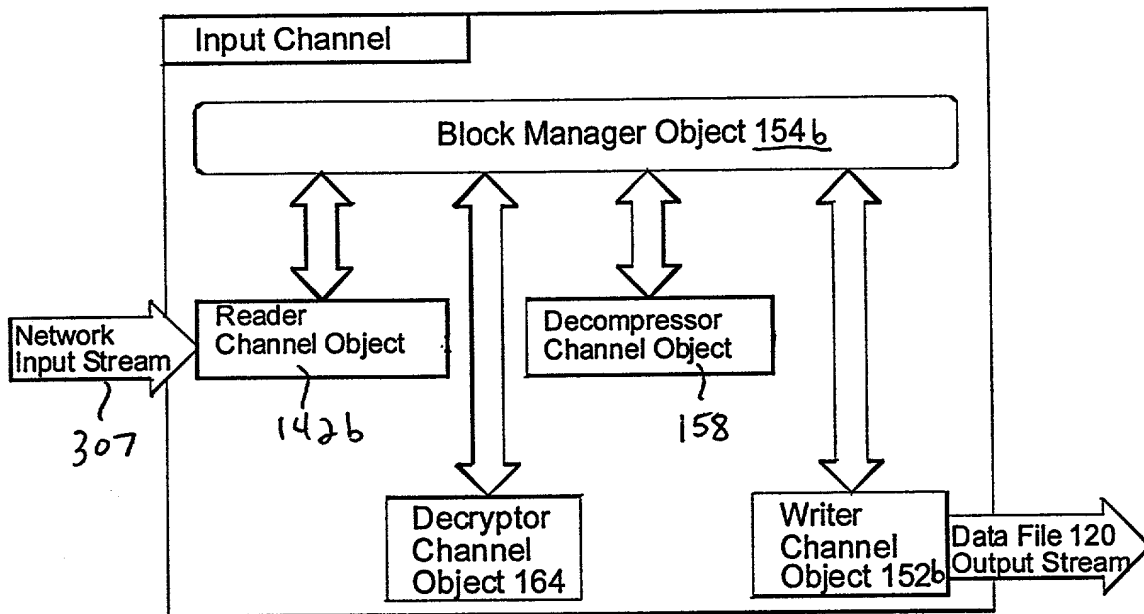 Input Channel
Block Manager Object 154b
Network
Input Stream
307
Reader
Channel Object
142b
Decompressor
Channel Object
158
Decryptor
Channel
Object 164
Writer
Channel
Object 152b
Data File 120
Output Stream